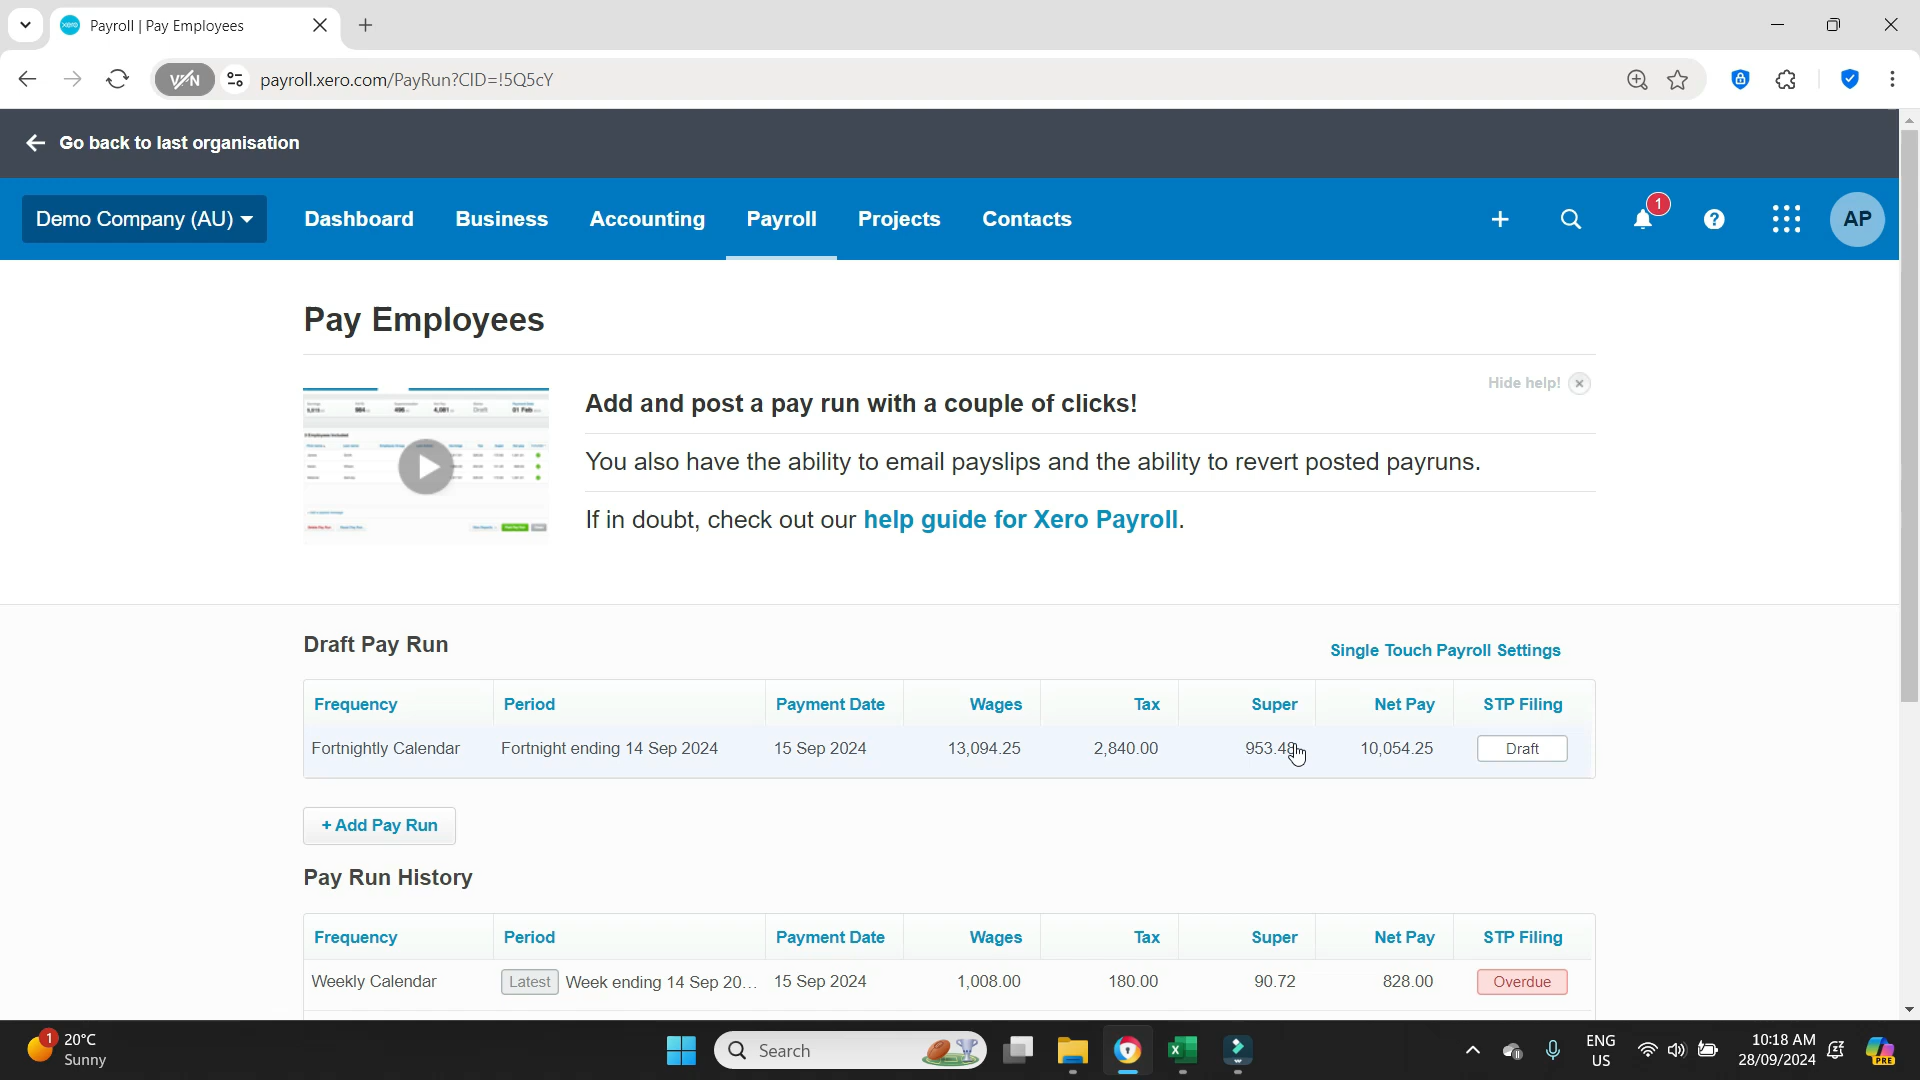 Payroll | Pay Employees
VPN
payroll.xero.com/PayRun?CID=!5Q5cY
Go back to last organisation
Demo Company (AU)
Dashboard
Business
Accounting
Payroll
Projects
Contacts
1
AP
Pay Employees
Hide help!
Add and post a pay run with a couple of clicks!
You also have the ability to email payslips and the ability to revert posted payruns.
If in doubt, check out our help guide for Xero Payroll.
Draft Pay Run
Single Touch Payroll Settings
Frequency Period Payment Date Wages Tax Super Net Pay STP Filing
Fortnightly Calendar Fortnight ending 14 Sep 2024 15 Sep 2024 13,094.25 2,840.00 953.48 10,054.25 Draft
+ Add Pay Run
Pay Run History
Frequency Period Payment Date Wages Tax Super Net Pay STP Filing
Weekly Calendar Latest Week ending 14 Sep 20... 15 Sep 2024 1,008.00 180.00 90.72 828.00 Overdue
1
20°C
Sunny
Search
ENG
US
10:18 AM
28/09/2024
PRE